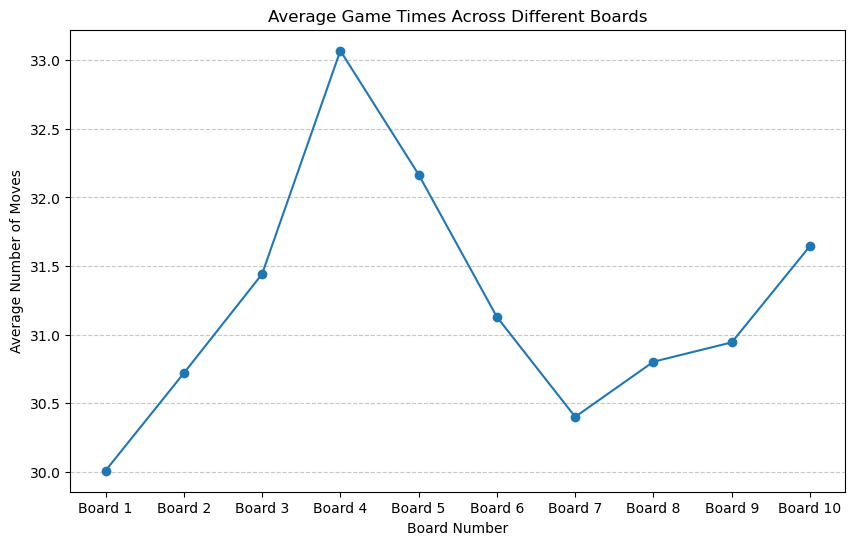 Average Game Times Across Different Boards
Average Number of Moves
33.0
32.5
32.0
31.5
31.0
30.5
30.0
Board 1 Board 2 Board 3 Board 4 Board 5 Board 6 Board 7 Board 8 Board 9 Board 10
Board Number